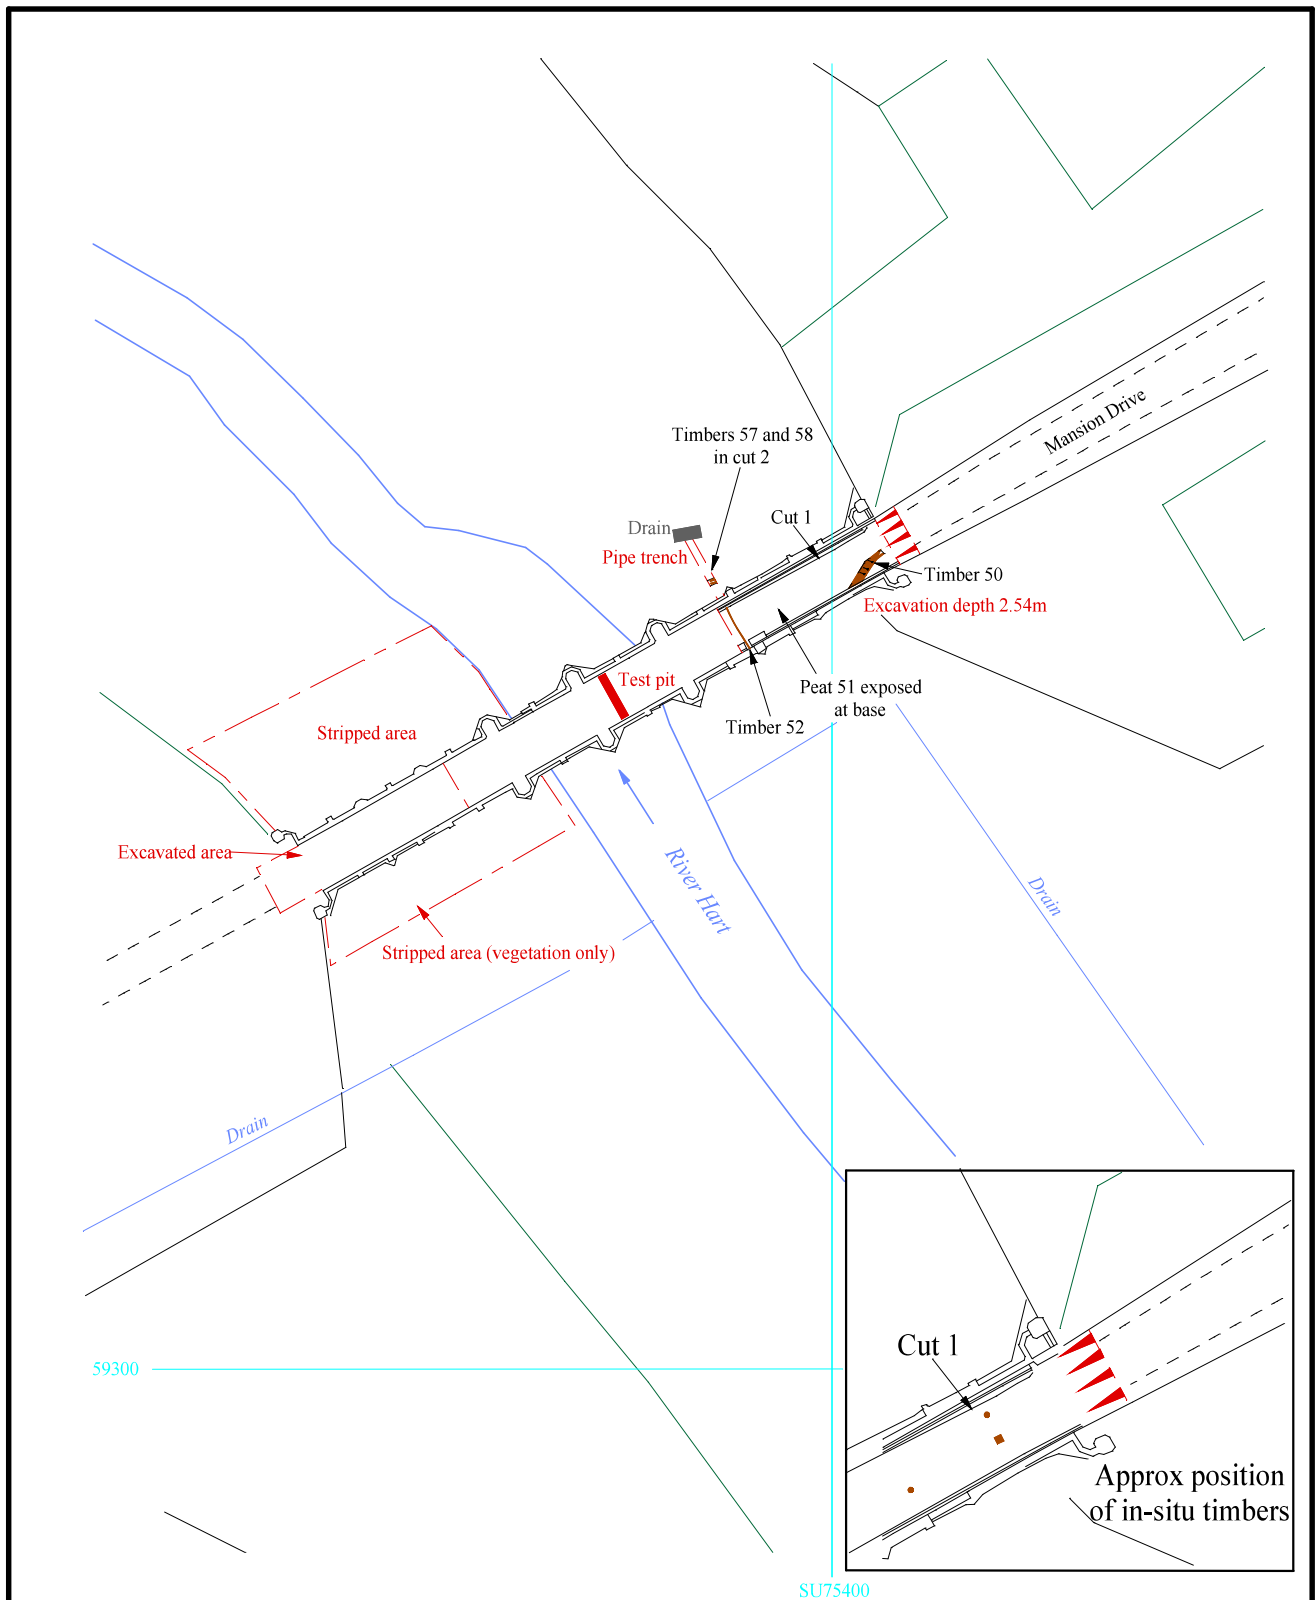 Mansion Drive
Timbers 57 and 58
in cut 2
Cut 1
Drain
Pipe trench
Timber 50
Excavation depth 2.54m
Test pit
Peat 51 exposed
at base
Timber 52
Stripped area
Excavated area
River Hart
Drain
Stripped area (vegetation only)
Drain
59300
Cut 1
Approx position
of in-situ timbers
SU75400